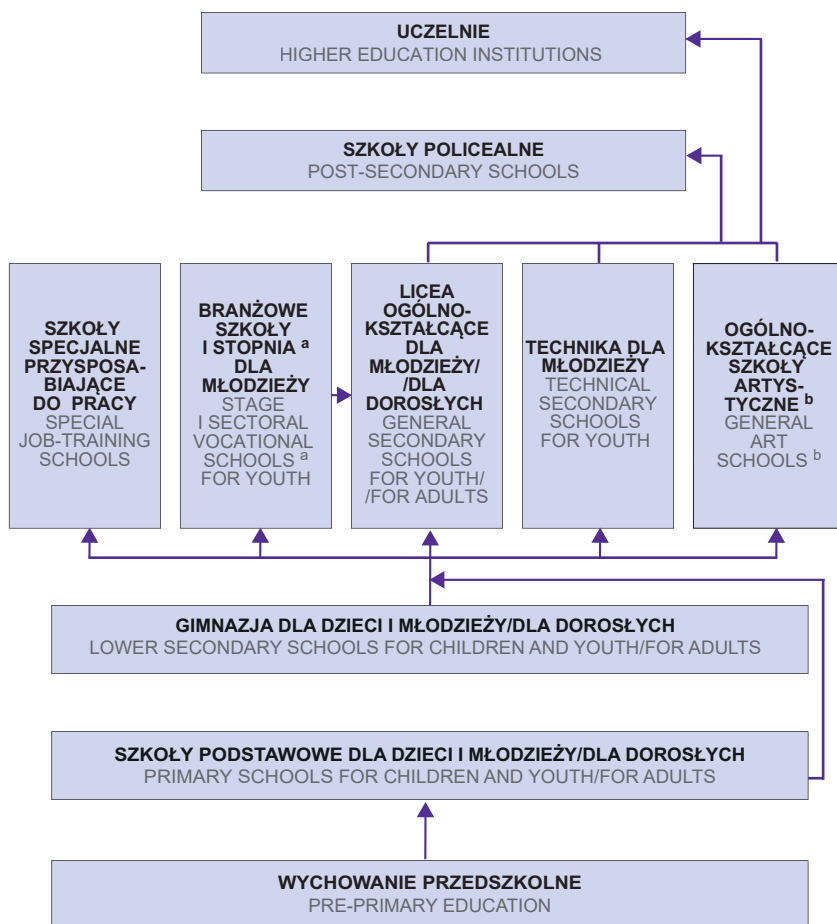 UCZELNIE
HIGHER EDUCATION INSTITUTIONS
SZKOŁY POLICEALNE
POST-SECONDARY SCHOOLS
SZKOŁY
SPECJALNE
PRZYSPOSA-
BIAJĄCE
DO PRACY
SPECIAL
JOB-TRAINING
SCHOOLS
BRANŻOWE
SZKOŁY
I STOPNIA a
DLA
MŁODZIEŻY
STAGE
I SECTORAL
VOCATIONAL
SCHOOLS a
FOR YOUTH
LICEA
OGÓLNO-
KSZTAŁCĄCE
DLA
MŁODZIEŻY/
/DLA
DOROSŁYCH
GENERAL
SECONDARY
SCHOOLS
FOR YOUTH/
/FOR ADULTS
TECHNIKA DLA
MŁODZIEŻY
TECHNICAL
SECONDARY
SCHOOLS
FOR YOUTH
OGÓLNO-
KSZTAŁCĄCE
SZKOŁY
ARTYS-
TYCZNE b
GENERAL
ART
SCHOOLS b
GIMNAZJA DLA DZIECI I MŁODZIEŻY/DLA DOROSŁYCH
LOWER SECONDARY SCHOOLS FOR CHILDREN AND YOUTH/FOR ADULTS
SZKOŁY PODSTAWOWE DLA DZIECI I MŁODZIEŻY/DLA DOROSŁYCH
PRIMARY SCHOOLS FOR CHILDREN AND YOUTH/FOR ADULTS
WYCHOWANIE PRZEDSZKOLNE
PRE-PRIMARY EDUCATION